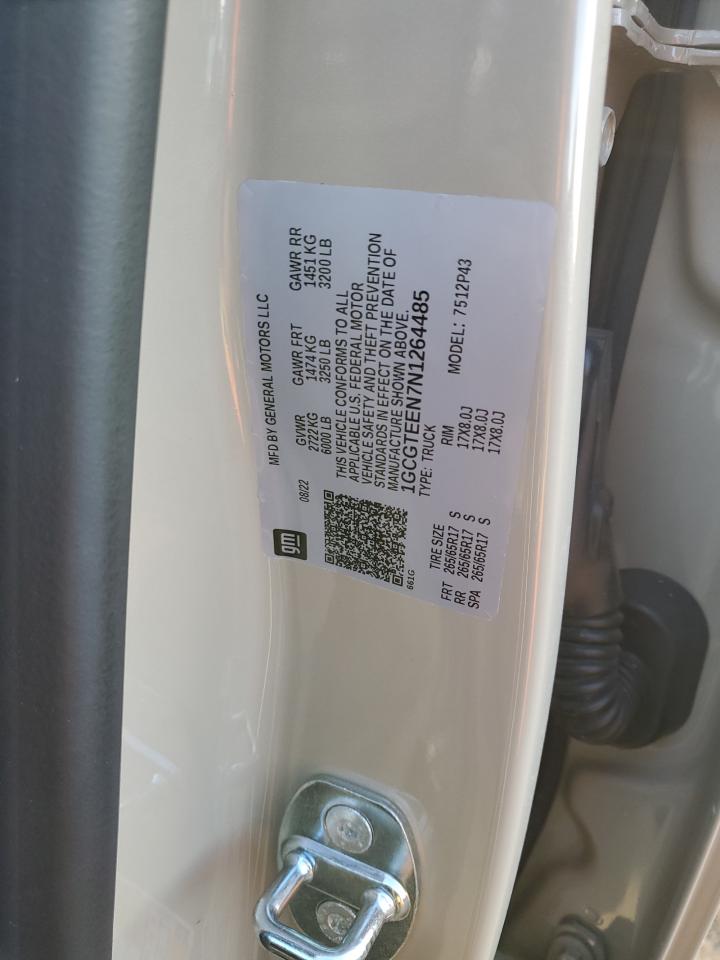 gm
MFD BY GENERAL MOTORS LLC
08/22
GVWR GAWR FRT GAWR RR
2722 KG 1474 KG 1451 KG
6000 LB 3250 LB 3200 LB
THIS VEHICLE CONFORMS TO ALL
APPLICABLE U.S. FEDERAL MOTOR
VEHICLE SAFETY AND THEFT PREVENTION
STANDARDS IN EFFECT ON THE DATE OF
MANUFACTURE SHOWN ABOVE.
1GCGTEEN7N1264485
661G
TYPE: TRUCK MODEL: 7512P43
TIRE SIZE RIM
FRT 265/65R17 S 17X8.0J
RR 265/65R17 S 17X8.0J
SPA 265/65R17 S 17X8.0J